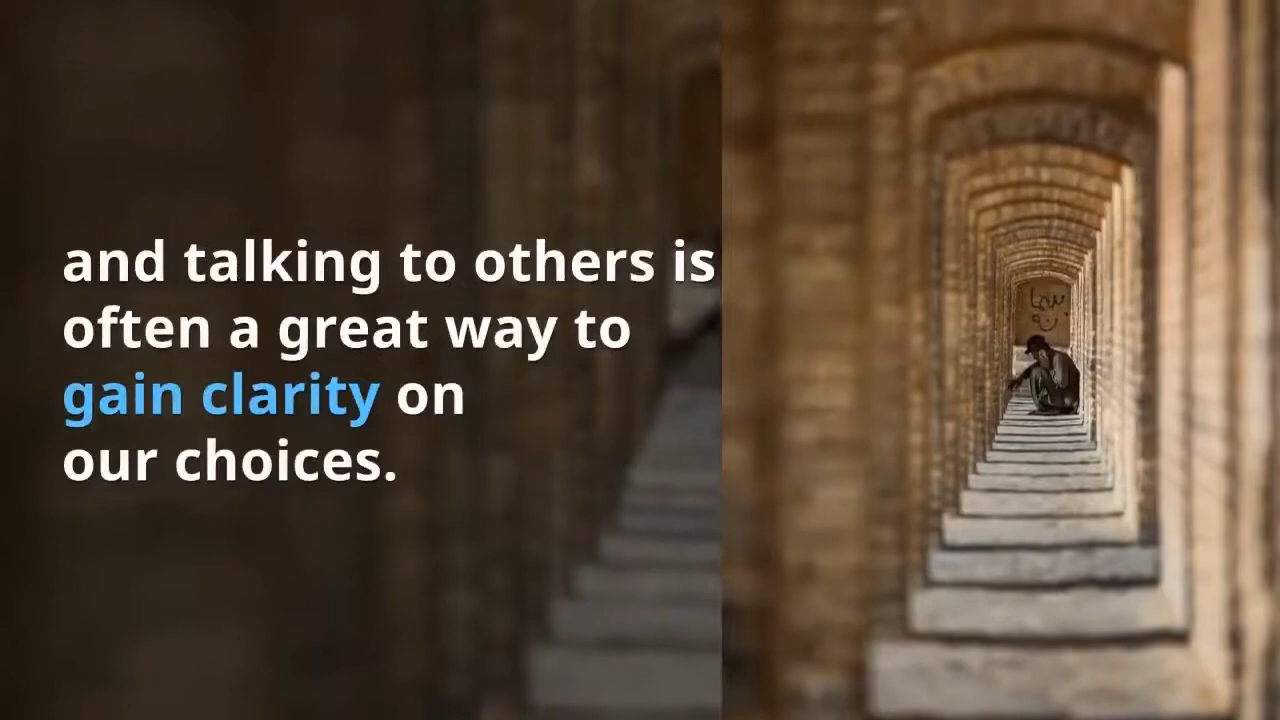 and talking to others is
often a great way to
gain clarity on
our choices.